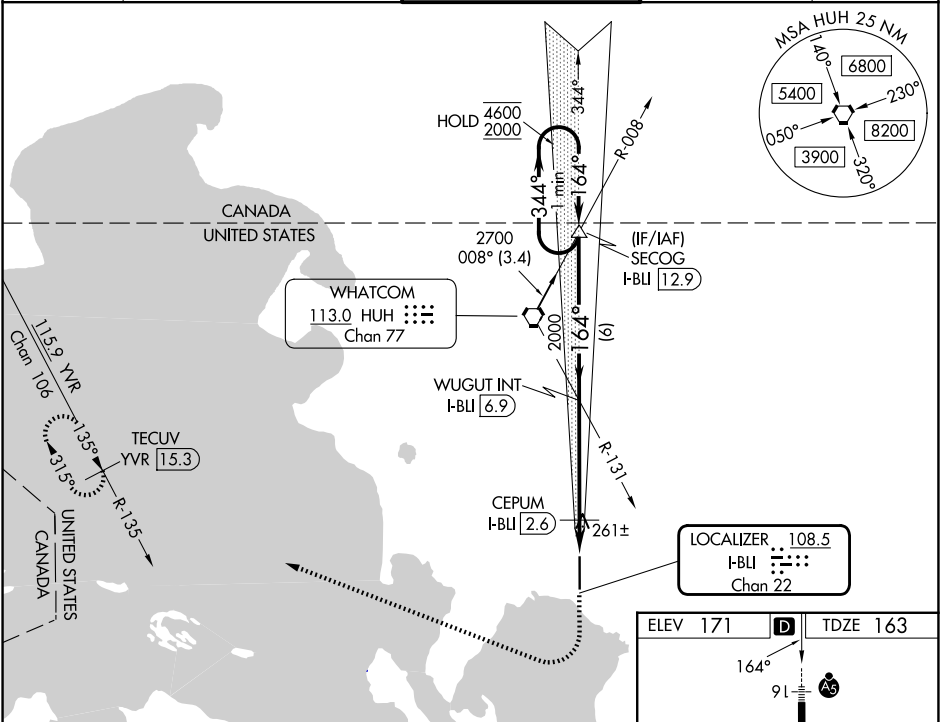 MSA HUH 25 NM
140°
6800
5400
230°
050°
8200
3900
320°
344°
HOLD 4600
2000
R-008
344°
1 min
164°
CANADA
UNITED STATES
2700
008° (3.4)
(IF/IAF)
SECOG
I-BLI 12.9
WHATCOM
113.0 HUH
Chan 77
2000
164°
(6)
115.9 YVR
Chan 106
WUGUT INT
I-BLI 6.9
135°
315°
TECUV
YVR 15.3
R-131
R-135
CEPUM
I-BLI 2.6
261±
UNITED STATES
CANADA
LOCALIZER 108.5
I-BLI
Chan 22
ELEV 171
D
TDZE 163
164°
16
A5